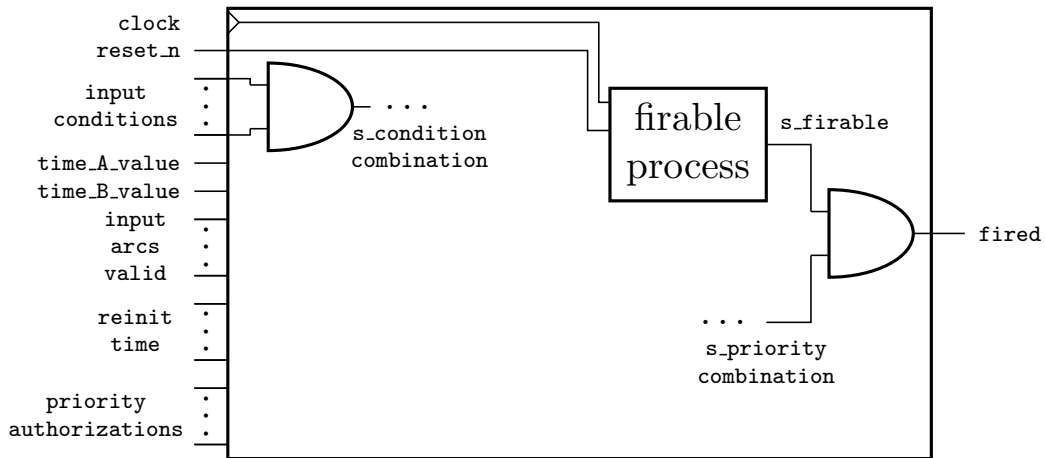 clock
reset_n
input
conditions
time_A_value
time_B_value
input
arcs
valid
reinit
time
priority
authorizations
s_condition
combination
firable
process
s_firable
s_priority
combination
fired